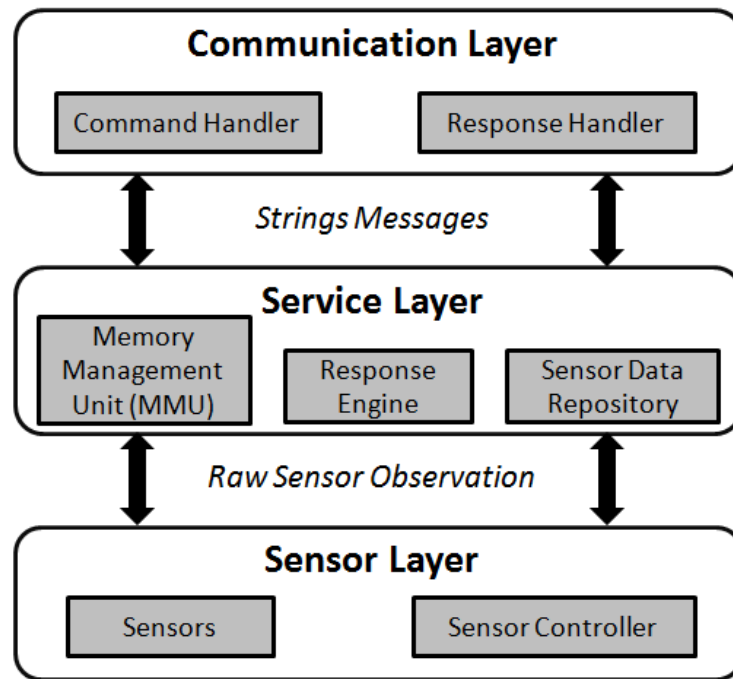 Communication Layer
Command Handler
Response Handler
Strings Messages
Service Layer
Memory
Management
Unit (MMU)
Response
Engine
Sensor Data
Repository
Raw Sensor Observation
Sensor Layer
Sensors
Sensor Controller